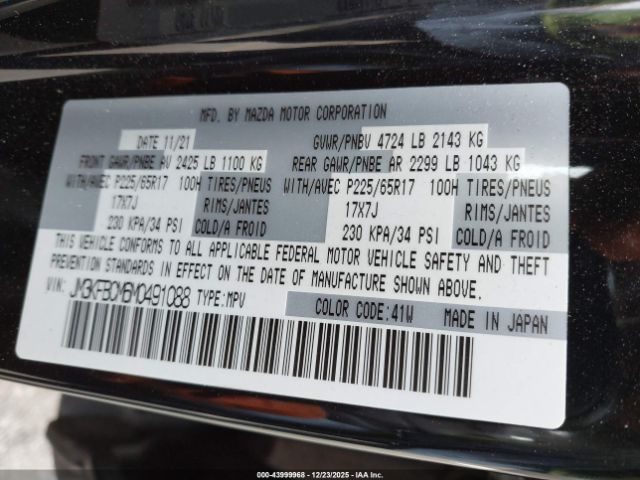 MFD. BY MAZDA MOTOR CORPORATION
DATE 11/21 GVWR/PNBV 4724 LB 2143 KG
FRONT GAWR/PNBE AV 2425 LB 1100 KG REAR GAWR/PNBE AR 2299 LB 1043 KG
WITH/AVEC P225/65R17 100H TIRES/PNEUS WITH/AVEC P225/65R17 100H TIRES/PNEUS
17X7J RIMS/JANTES 17X7J RIMS/JANTES
230 KPA/34 PSI COLD/A FROID 230 KPA/34 PSI COLD/A FROID
THIS VEHICLE CONFORMS TO ALL APPLICABLE FEDERAL MOTOR VEHICLE SAFETY AND THEFT
PREVENTION STANDARDS IN EFFECT ON THE DATE OF MANUFACTURE SHOWN ABOVE.
VIN: JM3KFBCM6M0491088 TYPE:MPV COLOR CODE:41W MADE IN JAPAN
000-43999968 - 12/23/2025 - IAA Inc.